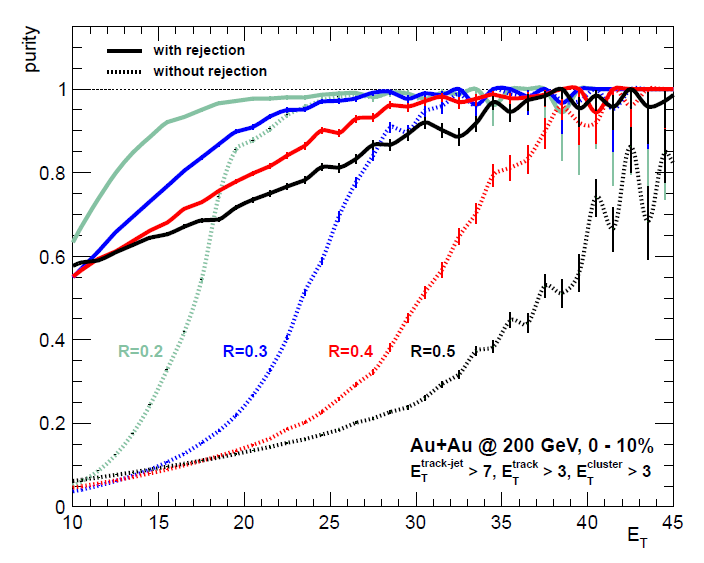 purity
with rejection
without rejection
1
0.8
0.6
0.4
0.2
0
R=0.2 R=0.3 R=0.4 R=0.5
Au+Au @ 200 GeV, 0 - 10%
E_T^track-jet > 7, E_T^track > 3, E_T^cluster > 3
10 15 20 25 30 35 40 45
E_T